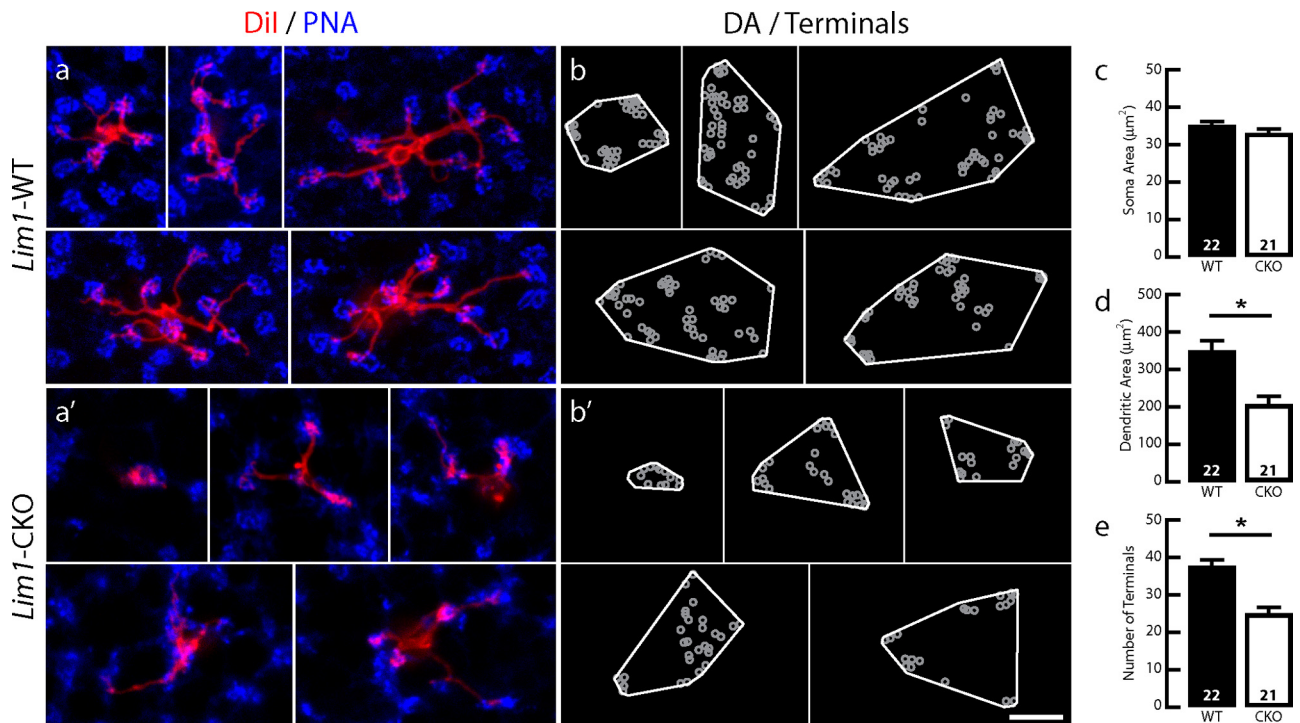 DiI / PNA
DA / Terminals
Lim1-WT
Lim1-CKO
a
b
a'
b'
c
Soma Area (µm²)
50
40
30
20
10
0
22
21
WT
CKO
d
Dendritic Area (µm²)
500
400
300
200
100
0
*
22
21
WT
CKO
e
Number of Terminals
50
40
30
20
10
0
*
22
21
WT
CKO